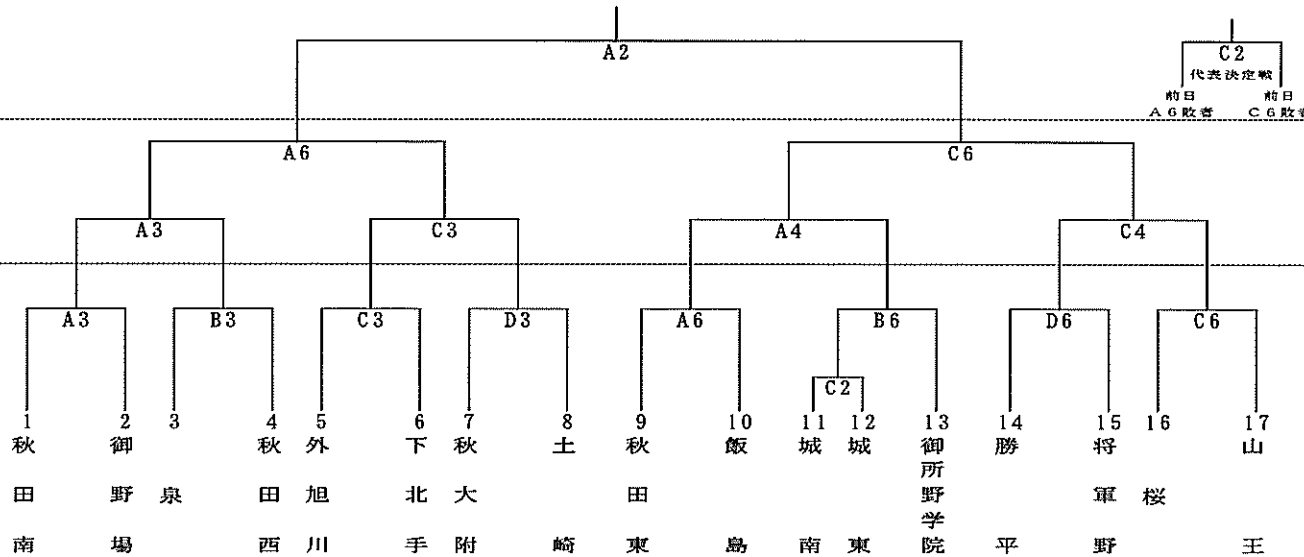 A2
C2
代表決定戦
前日
A6敗者
前日
C6敗者
A6
C6
A3
C3
A4
C4
A3
B3
C3
D3
A6
B6
D6
C6
C2
1
秋田南
2
御野場
3
泉
4
秋田西
5
外旭川
6
下北手
7
秋大附
8
土崎
9
秋田東
10
飯島
11
城南
12
城東
13
御所野学院
14
勝平
15
将軍野
16
桜
17
山王